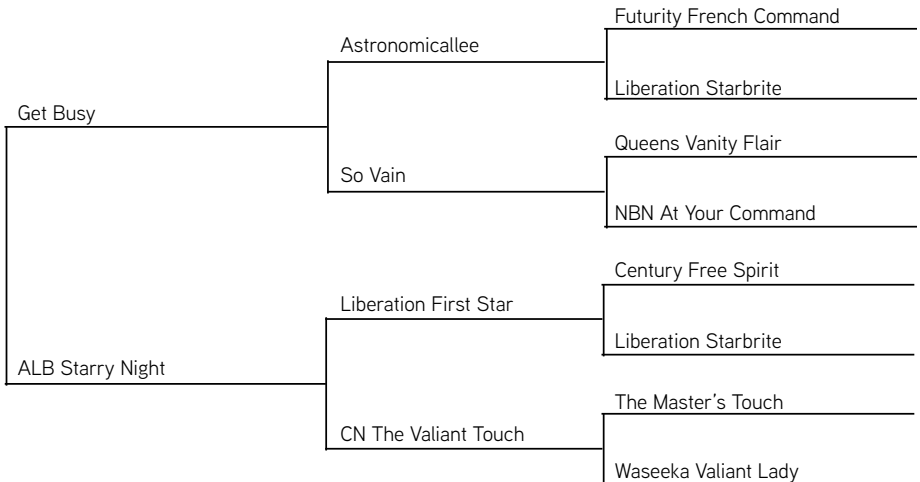 Futurity French Command
Astronomicallee
Liberation Starbrite
Get Busy
Queens Vanity Flair
So Vain
NBN At Your Command
Century Free Spirit
Liberation First Star
Liberation Starbrite
ALB Starry Night
The Master's Touch
CN The Valiant Touch
Waseeka Valiant Lady